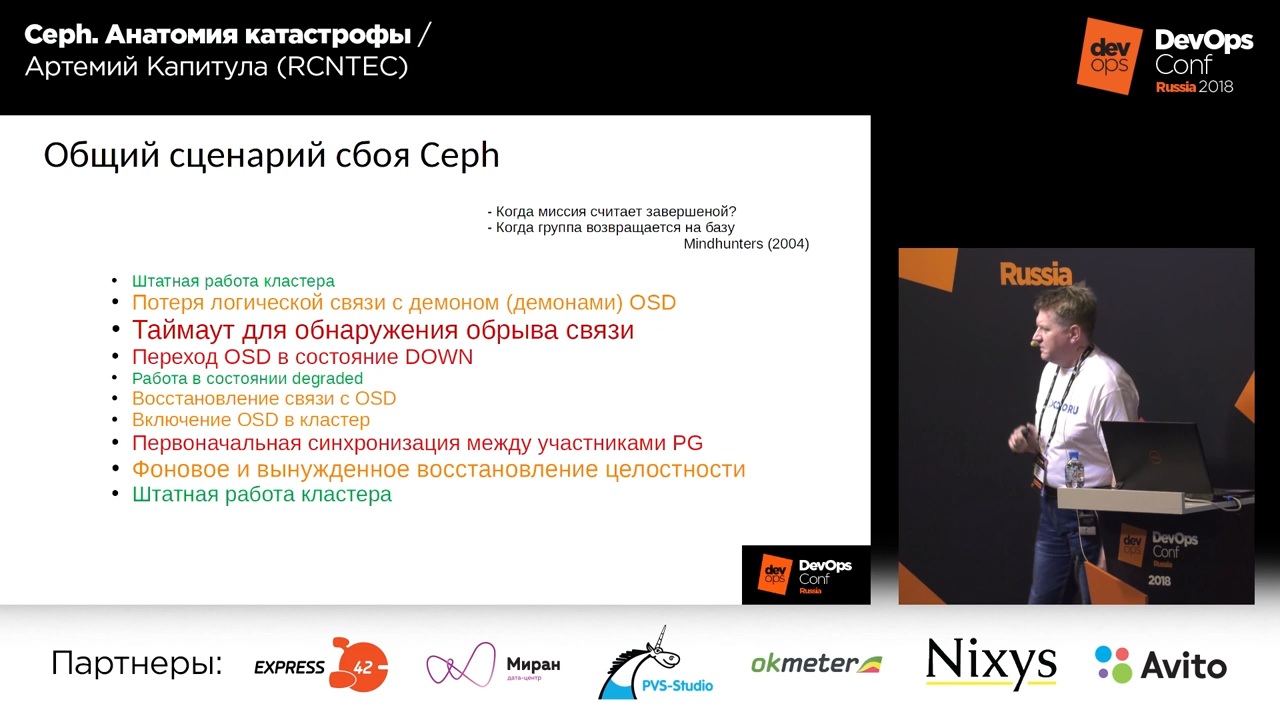 Ceph. Анатомия катастрофы /
Артемий Капитула (RCNTEC)
dev
ops
DevOps
Conf
Russia 2018
Общий сценарий сбоя Ceph
- Когда миссия считает завершеной?
- Когда группа возвращается на базу
Mindhunters (2004)
• Штатная работа кластера
• Потеря логической связи с демоном (демонами) OSD
• Таймаут для обнаружения обрыва связи
• Переход OSD в состояние DOWN
• Работа в состоянии degraded
• Восстановление связи с OSD
• Включение OSD в кластер
• Первоначальная синхронизация между участниками PG
• Фоновое и вынужденное восстановление целостности
• Штатная работа кластера
dev
ops
DevOps
Conf
Russia
Russia
dev
ops
DevOps
Conf
Russia
2018
Партнеры:
EXPRESS 42
Миран
дата-центр
PVS-Studio
okmeter
Nixys
Avito